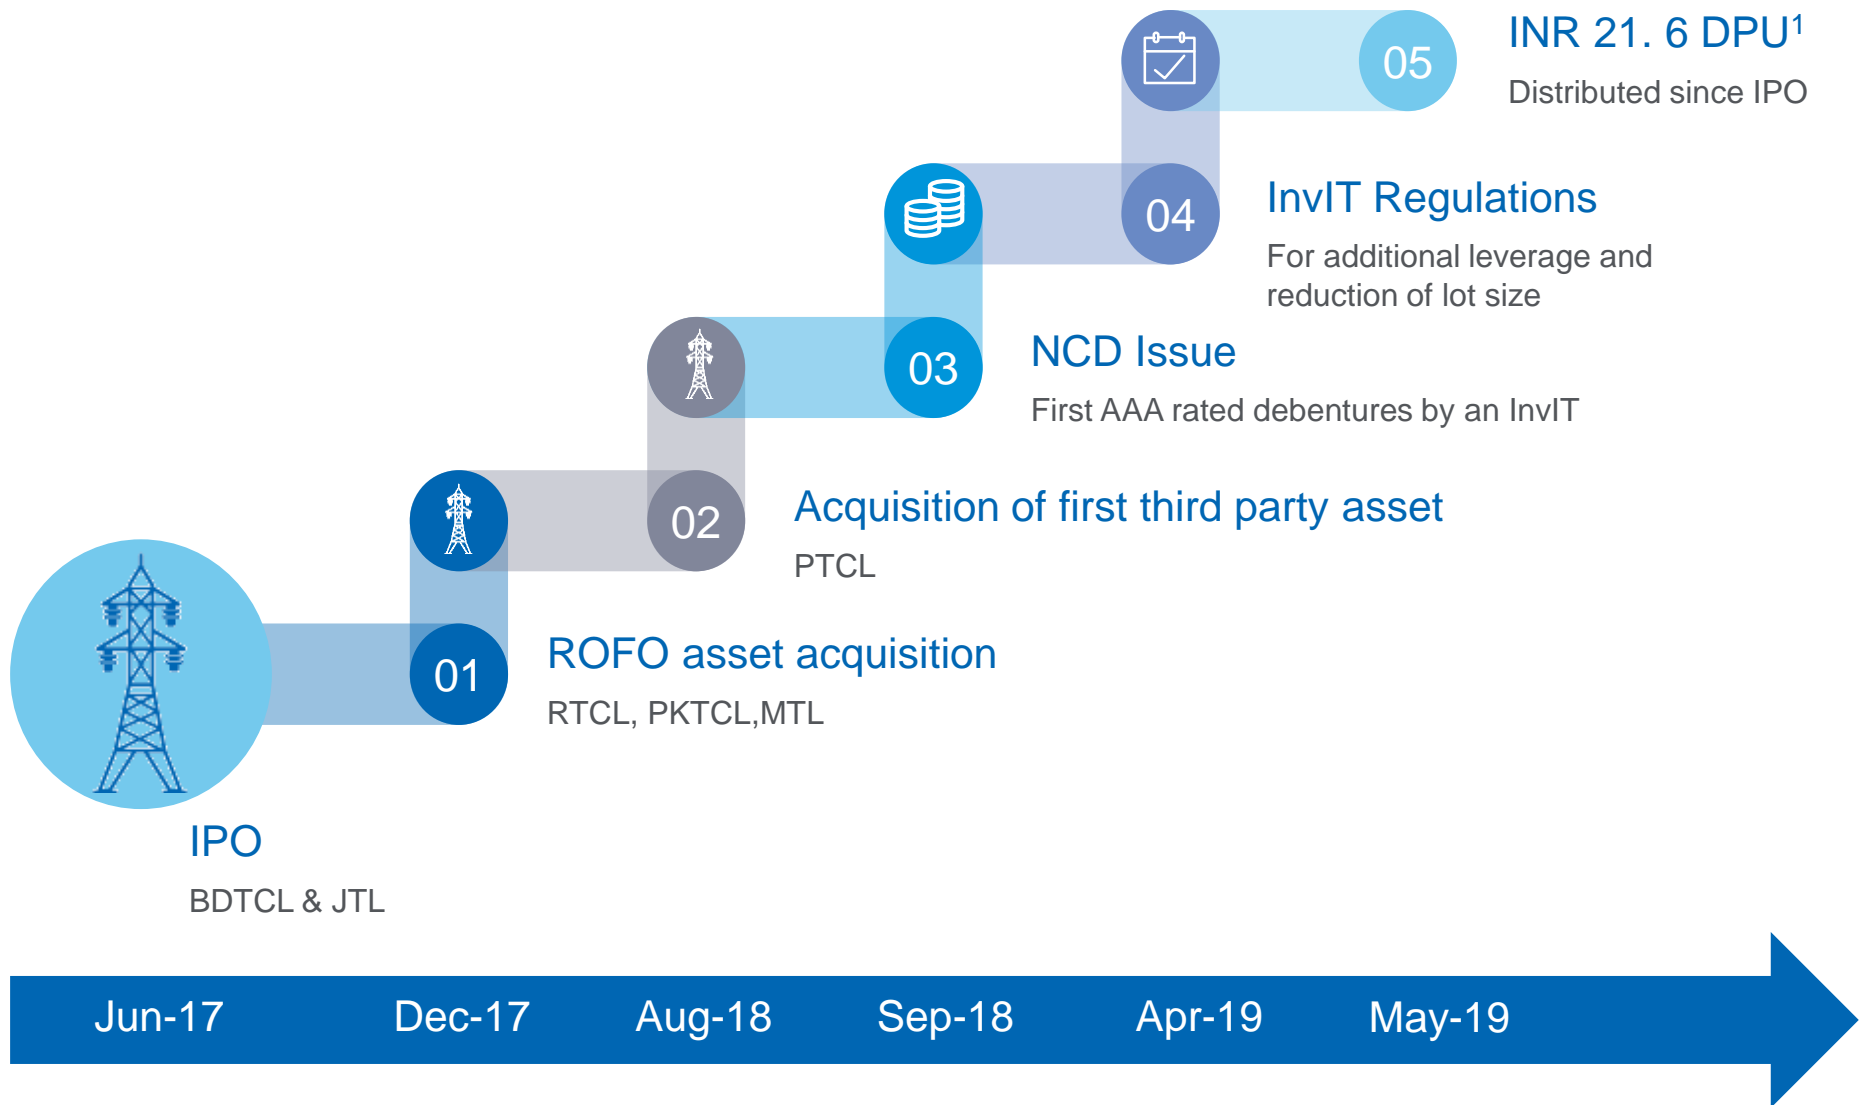 05
INR 21. 6 DPU¹
Distributed since IPO
04
InvIT Regulations
For additional leverage and
reduction of lot size
03
NCD Issue
First AAA rated debentures by an InvIT
02
Acquisition of first third party asset
PTCL
01
ROFO asset acquisition
RTCL, PKTCL,MTL
IPO
BDTCL & JTL
Jun-17 Dec-17 Aug-18 Sep-18 Apr-19 May-19